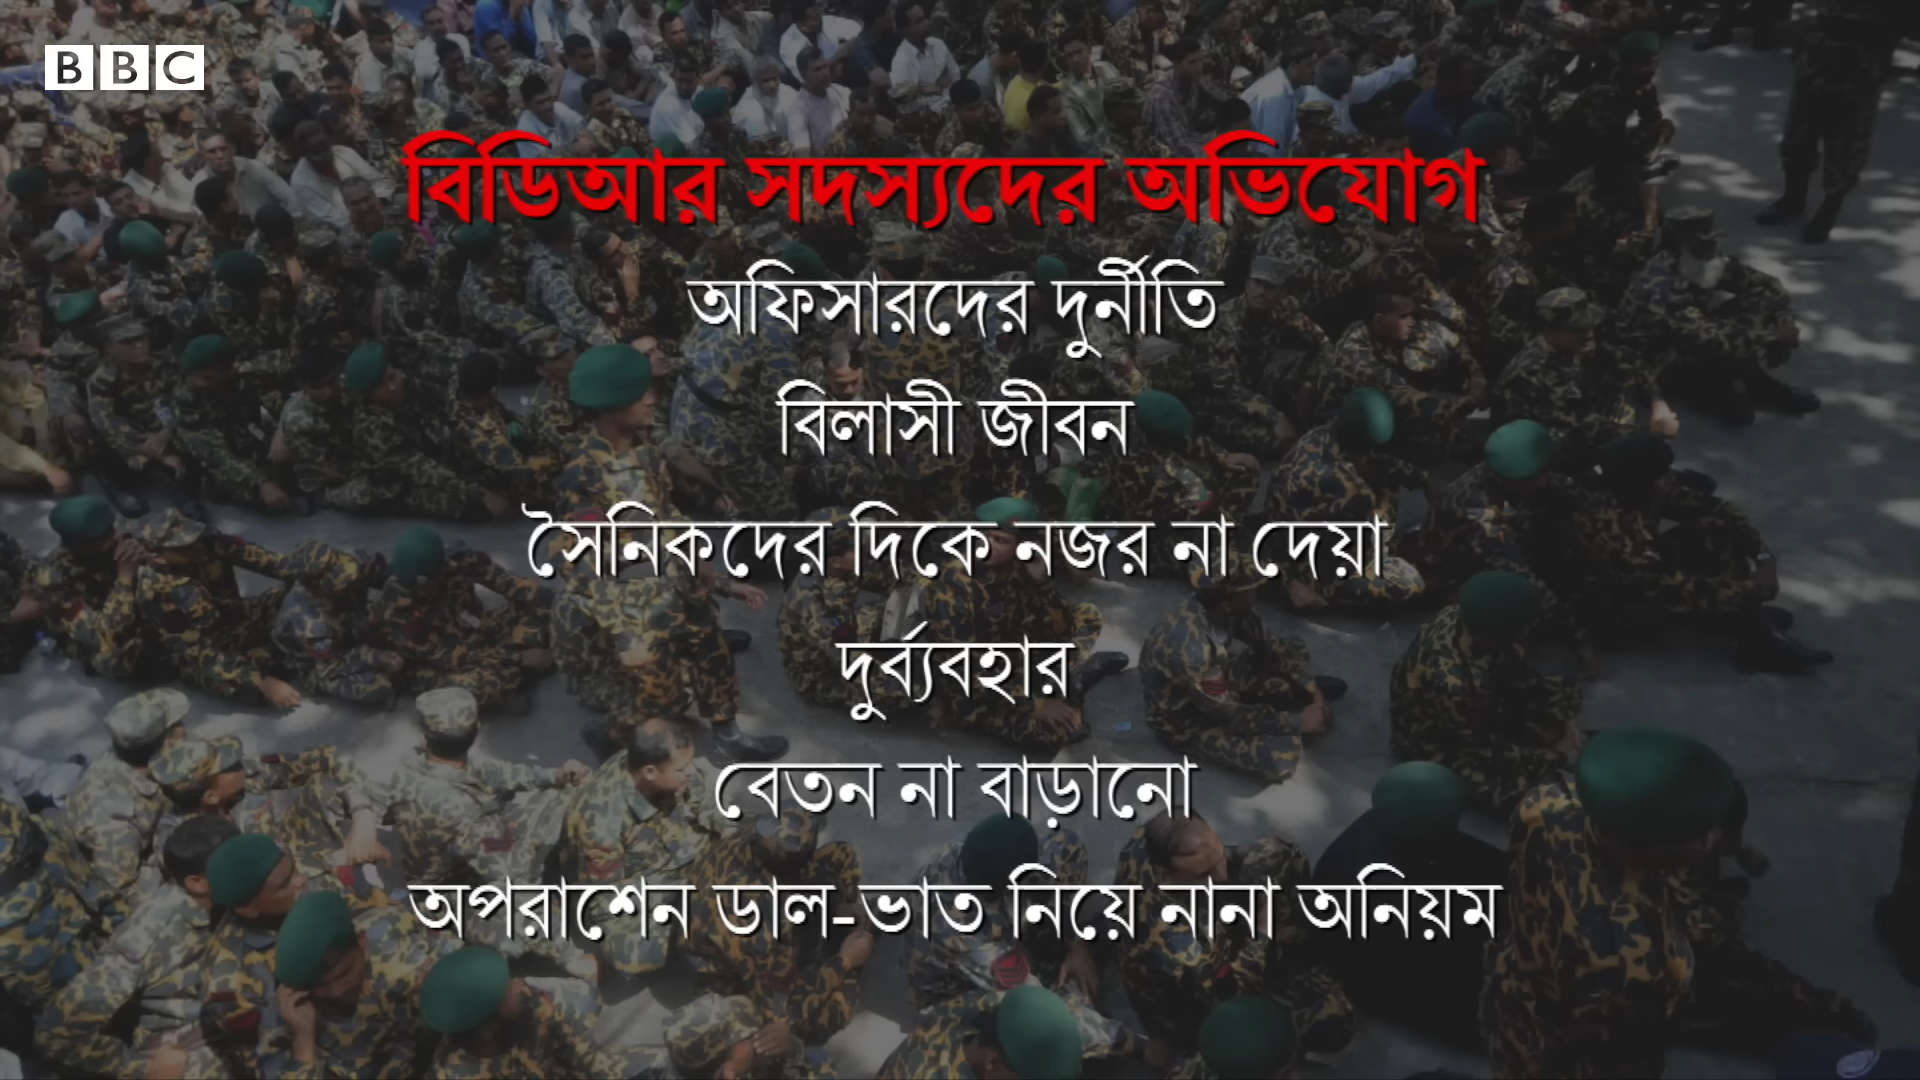 BBC
বিডিআর সদস্যদের অভিযোগ
অফিসারদের দুর্নীতি
বিলাসী জীবন
সৈনিকদের দিকে নজর না দেয়া
দুর্ব্যবহার
বেতন না বাড়ানো
অপরাশেন ডাল-ভাত নিয়ে নানা অনিয়ম